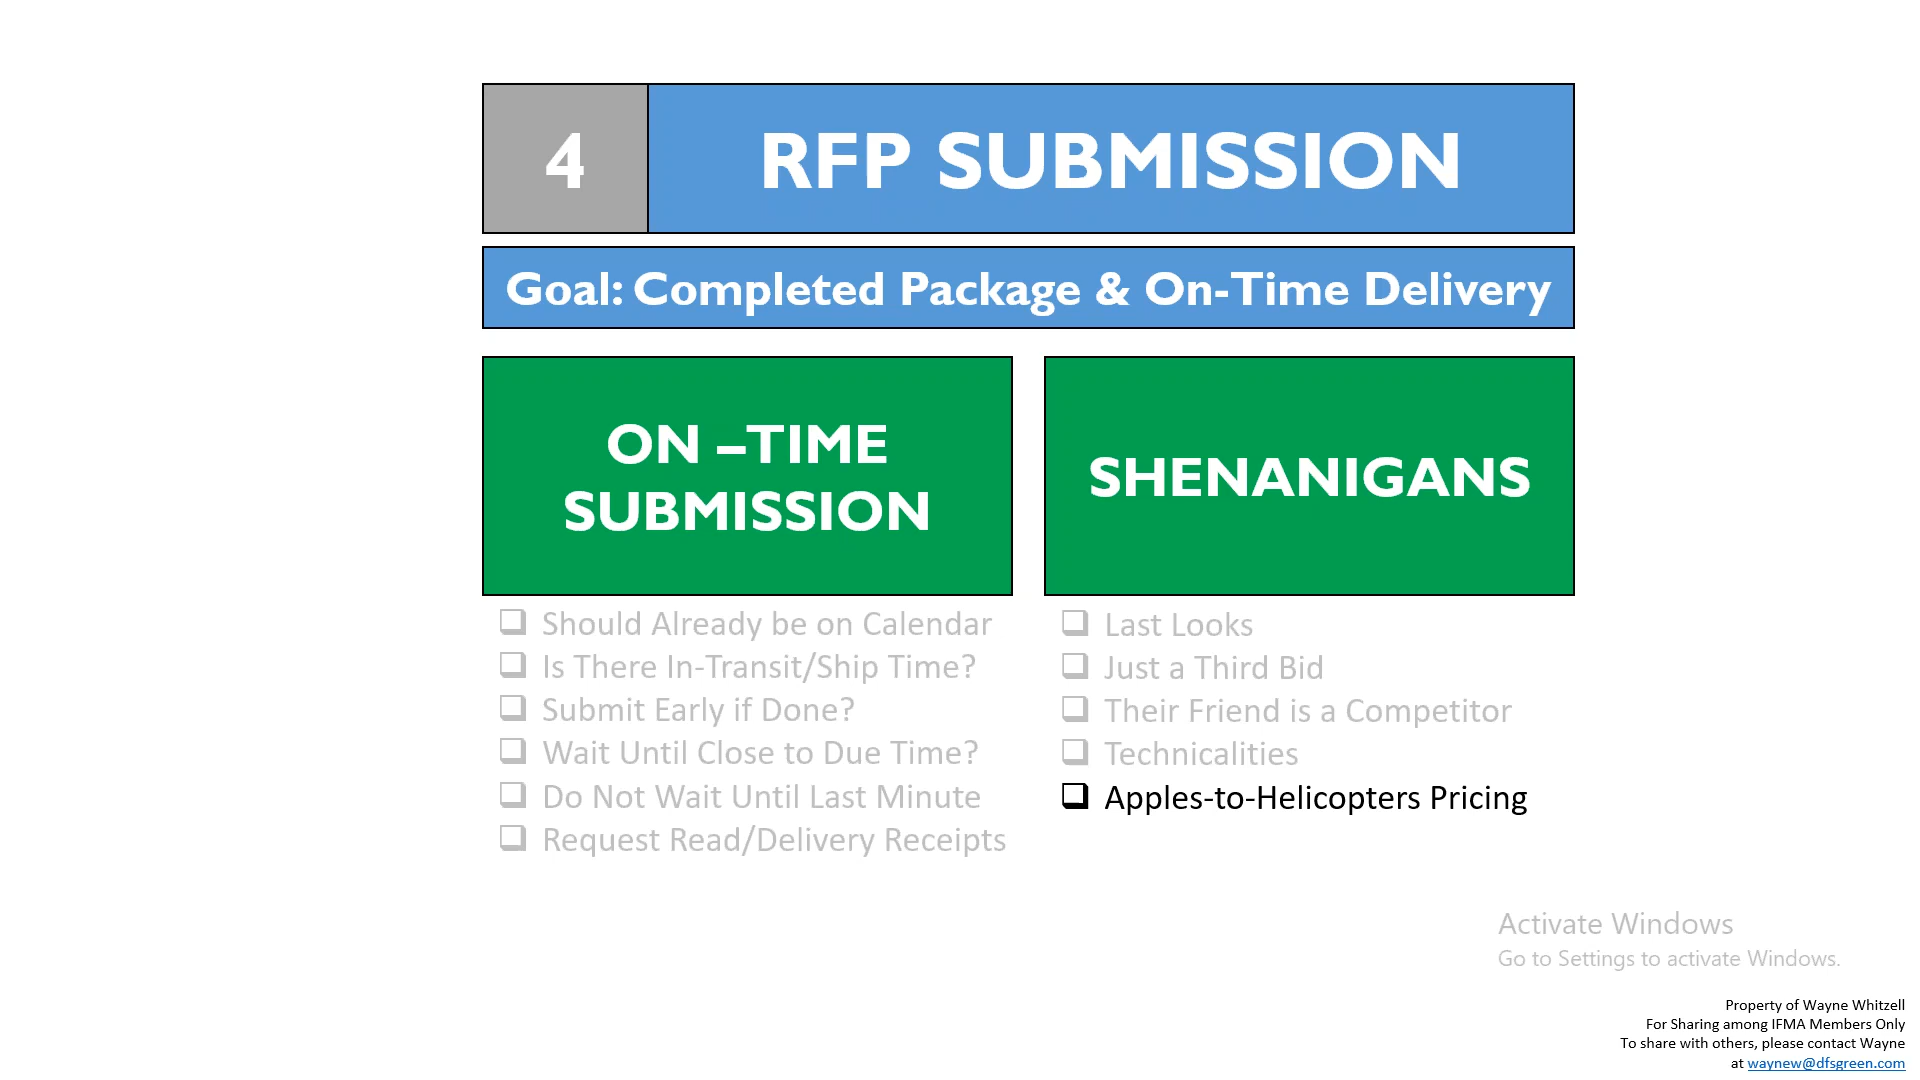 4
RFP SUBMISSION
Goal: Completed Package & On-Time Delivery
ON –TIME
SUBMISSION
❑ Should Already be on Calendar
❑ Is There In-Transit/Ship Time?
❑ Submit Early if Done?
❑ Wait Until Close to Due Time?
❑ Do Not Wait Until Last Minute
❑ Request Read/Delivery Receipts
SHENANIGANS
❑ Last Looks
❑ Just a Third Bid
❑ Their Friend is a Competitor
❑ Technicalities
❑ Apples-to-Helicopters Pricing
Activate Windows
Go to Settings to activate Windows.
Property of Wayne Whitzell
For Sharing among IFMA Members Only
To share with others, please contact Wayne
at waynew@dfsgreen.com